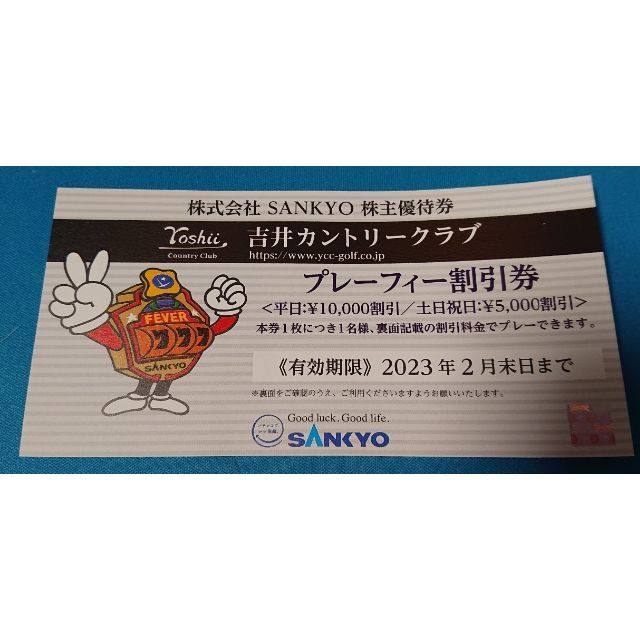 株式会社 SANKYO 株主優待券
Yoshii
Country Club
吉井カントリークラブ
https://www.ycc-golf.co.jp
プレーフィー割引券
<平日:¥10,000割引／土日祝日:¥5,000割引>
本券1枚につき1名様、裏面記載の割引料金でプレーできます。
《有効期限》2023年2月末日まで
※裏面をご確認のうえ、ご利用くださいますようお願いいたします。
FEVER
777
SANKYO
Good luck. Good life.
SANKYO